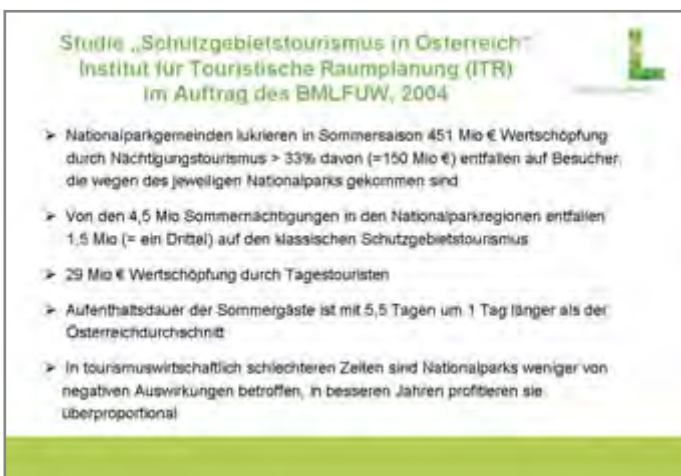 Studie „Schutzgebietstourismus in Österreich"
Institut für Touristische Raumplanung (ITR)
im Auftrag des BMLFUW, 2004
➤ Nationalparkgemeinden lukrieren in Sommersaison 451 Mio € Wertschöpfung
durch Nächtigungstourismus > 33% davon (=150 Mio €) entfallen auf Besucher,
die wegen des jeweiligen Nationalparks gekommen sind
➤ Von den 4,5 Mio Sommernächtigungen in den Nationalparkregionen entfallen
1,5 Mio (= ein Drittel) auf den klassischen Schutzgebietstourismus
➤ 29 Mio € Wertschöpfung durch Tagestouristen
➤ Aufenthaltsdauer der Sommergäste ist mit 5,5 Tagen um 1 Tag länger als der
Österreichdurchschnitt
➤ In tourismuswirtschaftlich schlechteren Zeiten sind Nationalparks weniger von
negativen Auswirkungen betroffen, in besseren Jahren profitieren sie
überproportional